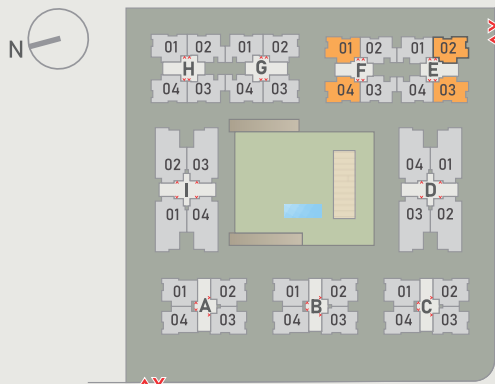 N
01 02 01 02
H G
04 03 04 03
01 02 01 02
F E
04 03 04 03
02 03
I
01 04
04 01
D
03 02
01 02
A
04 03
01 02
B
04 03
01 02
C
04 03